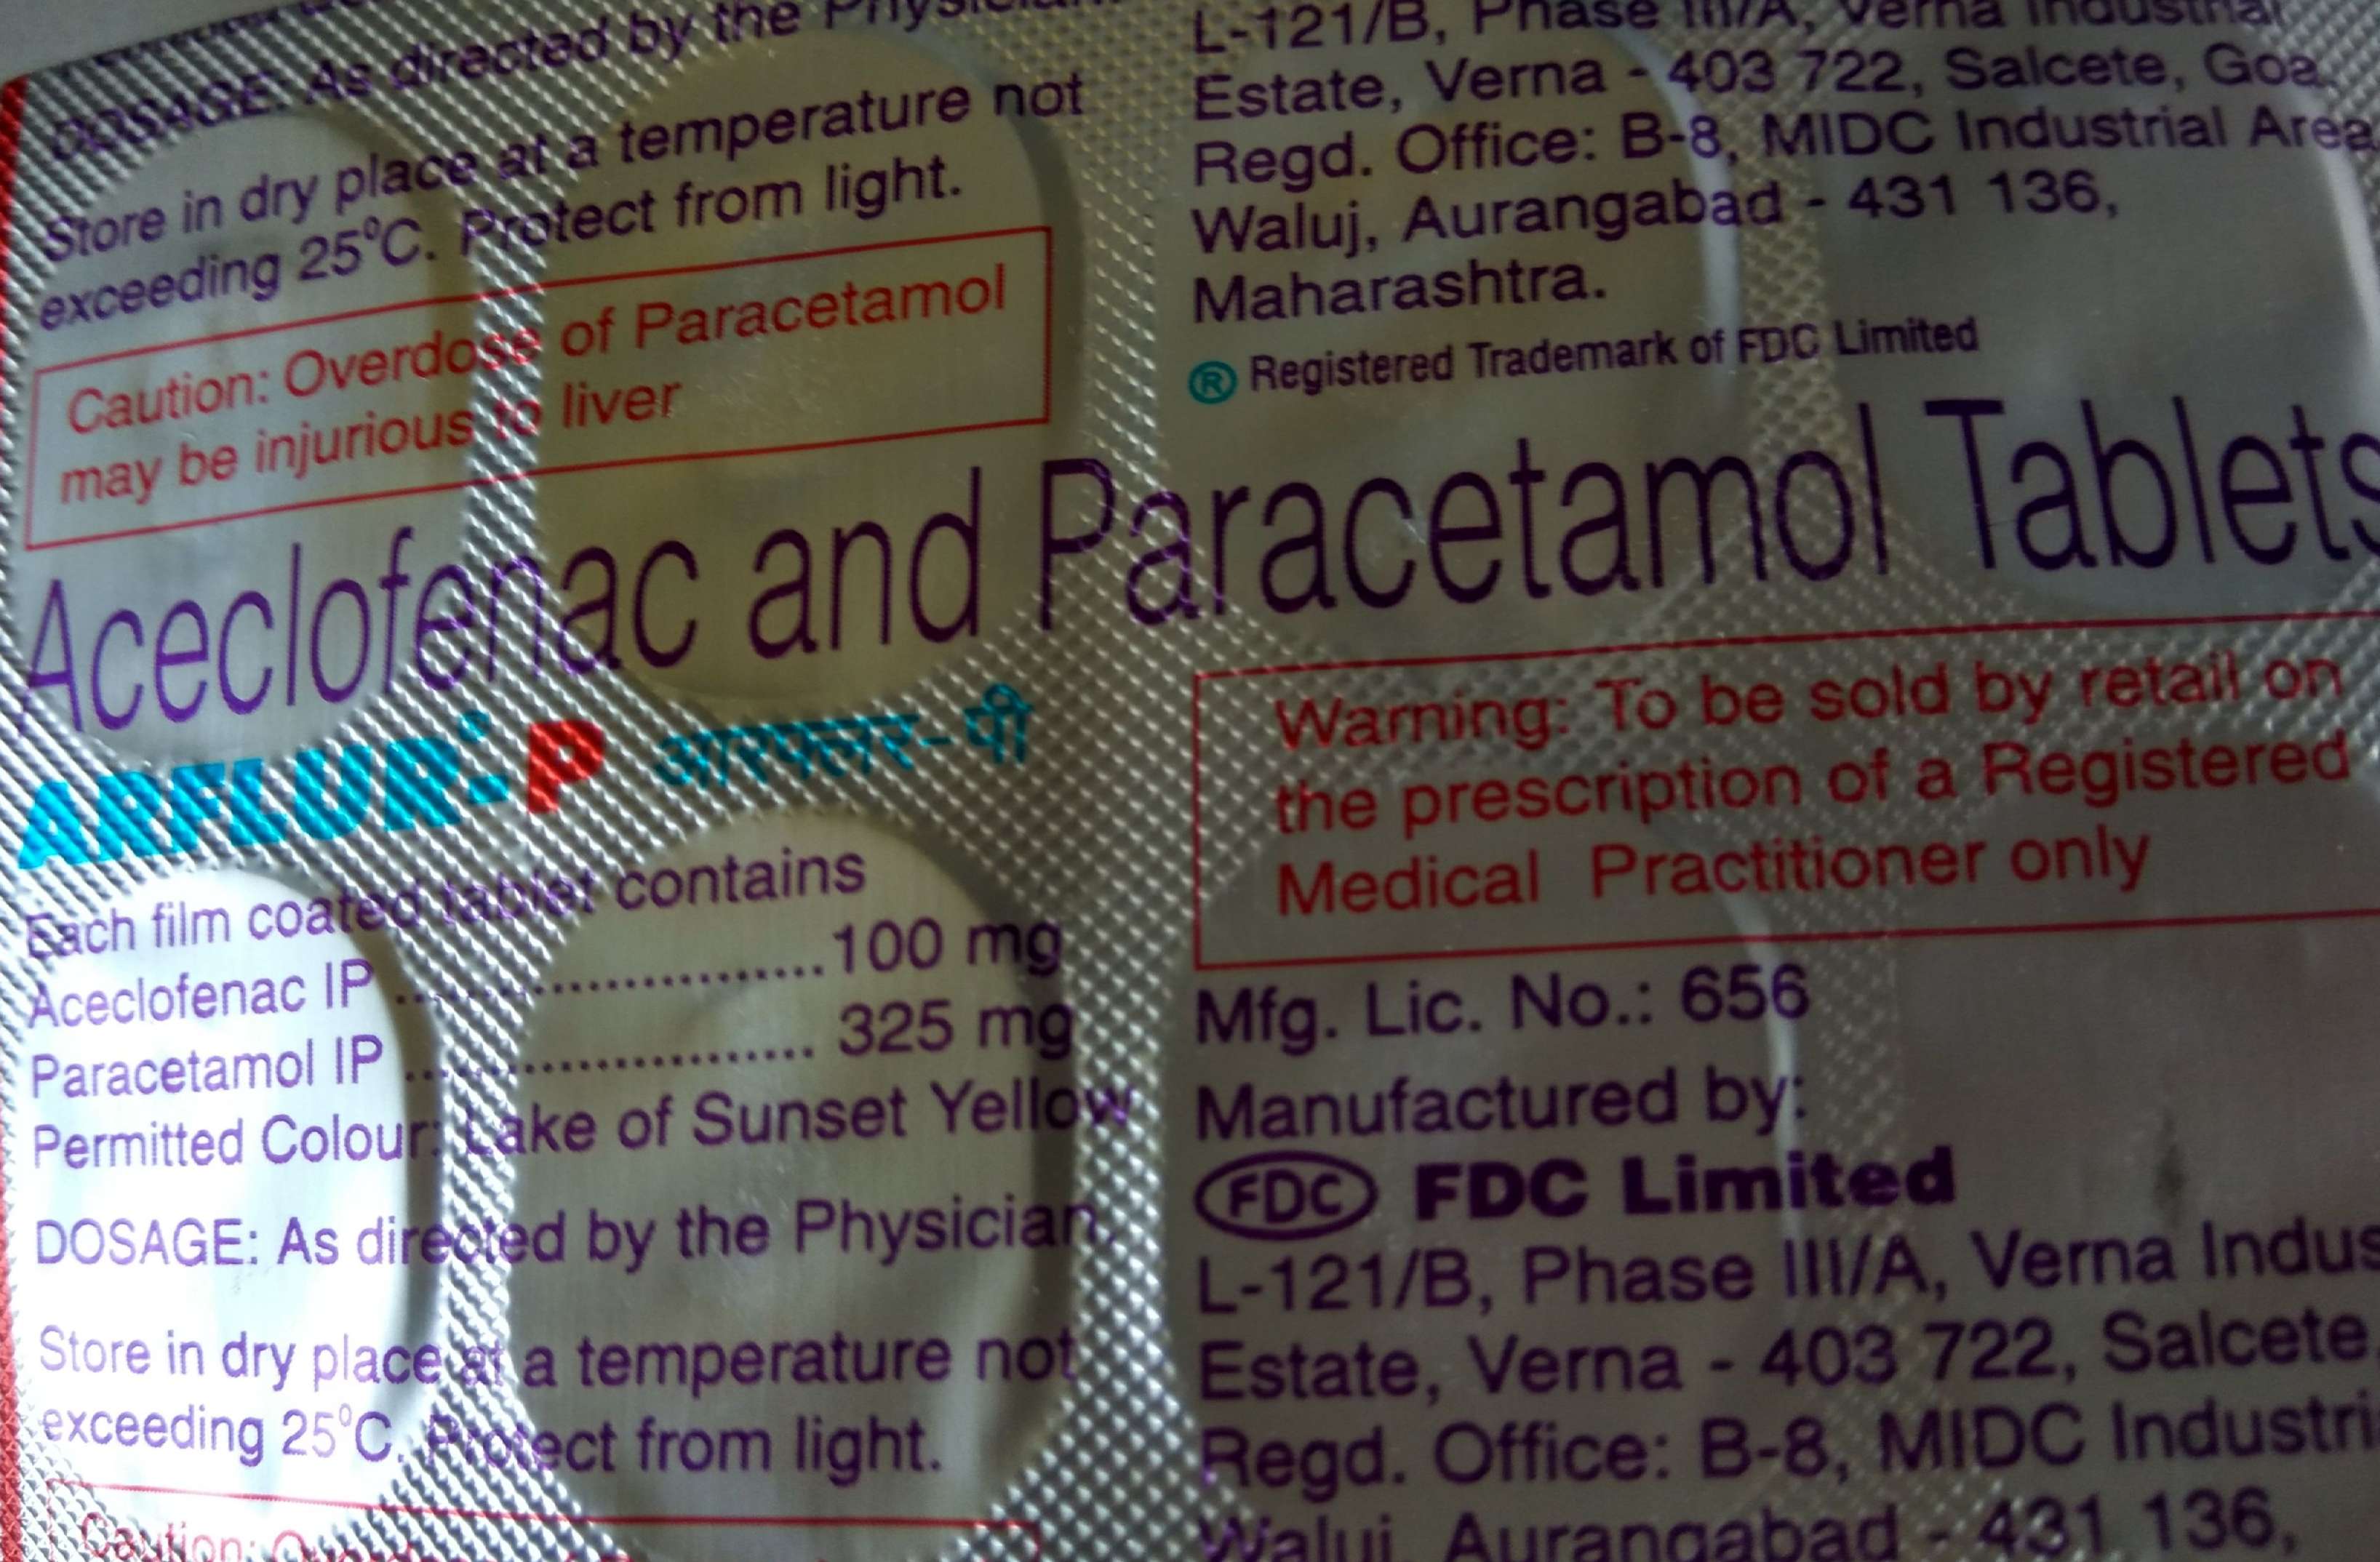 DOSAGE: As directed by the Physician.
Store in dry place at a temperature not
exceeding 25°C. Protect from light.
Caution: Overdose of Paracetamol
may be injurious to liver
L-121/B, Phase III/A, Verna Industrial
Estate, Verna - 403 722, Salcete, Goa.
Regd. Office: B-8, MIDC Industrial Area,
Waluj, Aurangabad - 431 136,
Maharashtra.
® Registered Trademark of FDC Limited
Aceclofenac and Paracetamol Tablets
ARFLUR®-P आरफ्लर-पी
Each film coated tablet contains
Aceclofenac IP ........................100 mg
Paracetamol IP ........................ 325 mg
Permitted Colour: Lake of Sunset Yellow
DOSAGE: As directed by the Physician.
Store in dry place at a temperature not
exceeding 25°C. Protect from light.
Caution:
Warning: To be sold by retail on
the prescription of a Registered
Medical Practitioner only
Mfg. Lic. No.: 656
Manufactured by:
FDC FDC Limited
L-121/B, Phase III/A, Verna Indus
Estate, Verna - 403 722, Salcete,
Regd. Office: B-8, MIDC Industri
Waluj, Aurangabad - 431 136,